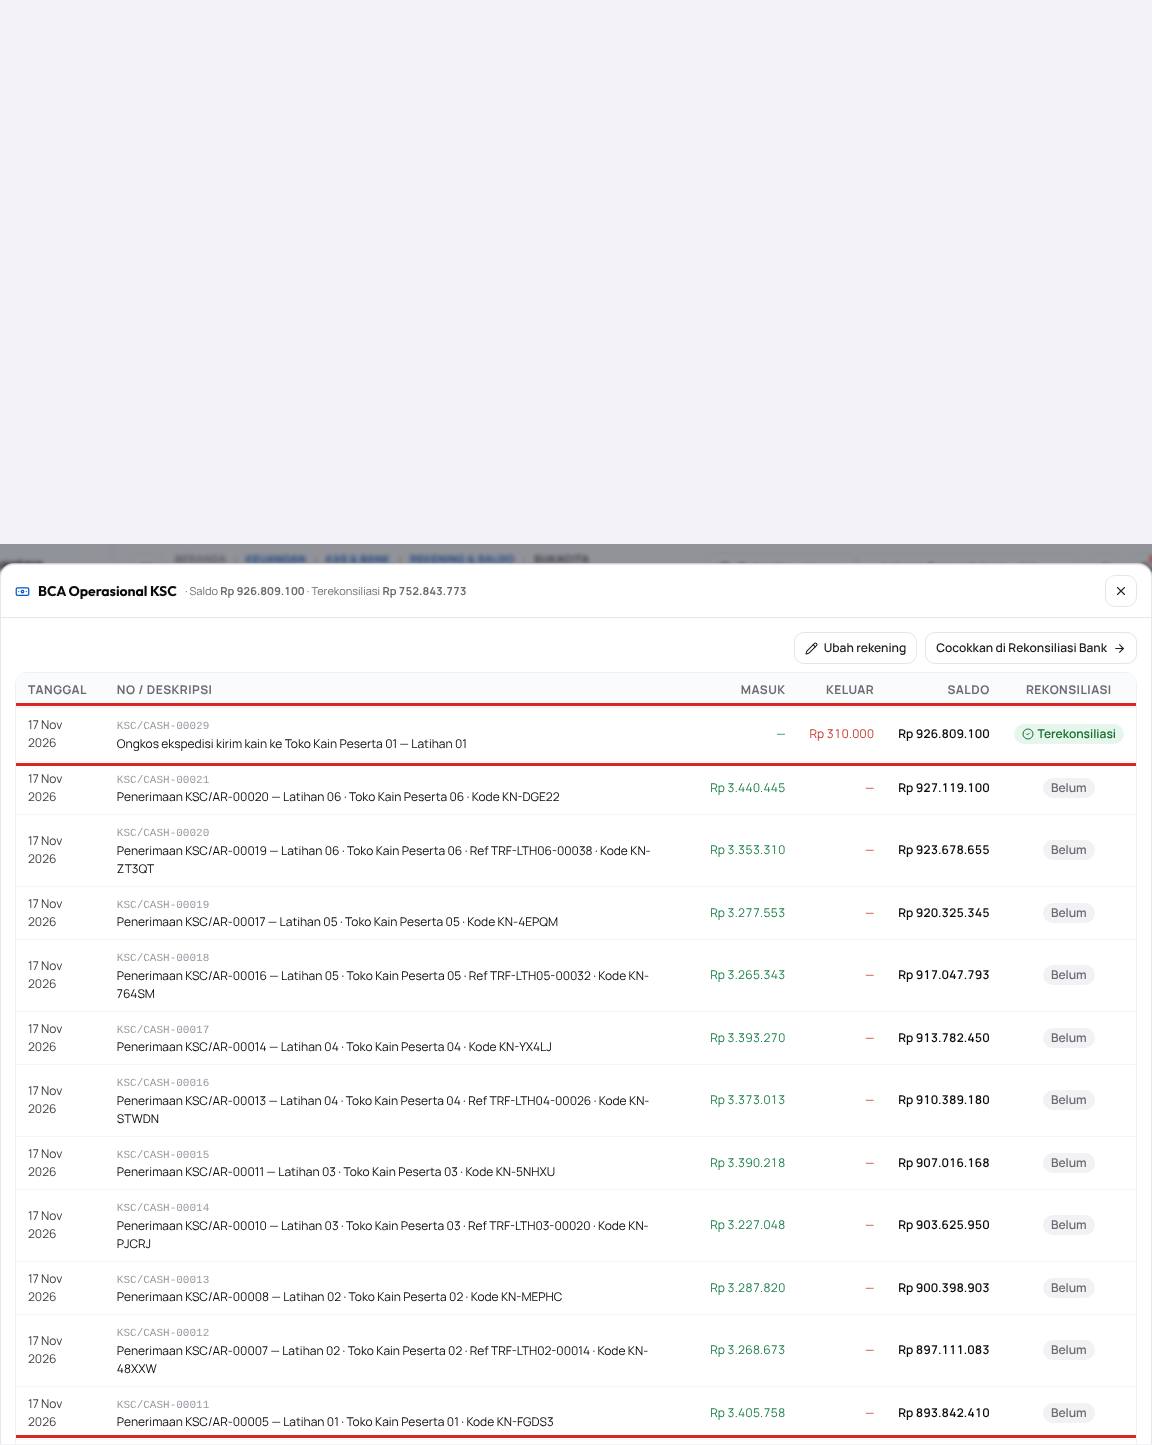 BERANDA KEUANGAN KAS & BANK REKENING & SALDO
BCA Operasional KSC · Saldo Rp 926.809.100 · Terekonsiliasi Rp 752.843.773
Ubah rekening Cocokkan di Rekonsiliasi Bank →
TANGGAL NO / DESKRIPSI MASUK KELUAR SALDO REKONSILIASI
17 Nov 2026
KSC/CASH-00029
Ongkos ekspedisi kirim kain ke Toko Kain Peserta 01 — Latihan 01
— Rp 310.000 Rp 926.809.100 Terekonsiliasi
17 Nov 2026
KSC/CASH-00021
Penerimaan KSC/AR-00020 — Latihan 06 · Toko Kain Peserta 06 · Kode KN-DGE22
Rp 3.440.445 — Rp 927.119.100 Belum
17 Nov 2026
KSC/CASH-00020
Penerimaan KSC/AR-00019 — Latihan 06 · Toko Kain Peserta 06 · Ref TRF-LTH06-00038 · Kode KN-
ZT3QT
Rp 3.353.310 — Rp 923.678.655 Belum
17 Nov 2026
KSC/CASH-00019
Penerimaan KSC/AR-00017 — Latihan 05 · Toko Kain Peserta 05 · Kode KN-4EPQM
Rp 3.277.553 — Rp 920.325.345 Belum
17 Nov 2026
KSC/CASH-00018
Penerimaan KSC/AR-00016 — Latihan 05 · Toko Kain Peserta 05 · Ref TRF-LTH05-00032 · Kode KN-
764SM
Rp 3.265.343 — Rp 917.047.793 Belum
17 Nov 2026
KSC/CASH-00017
Penerimaan KSC/AR-00014 — Latihan 04 · Toko Kain Peserta 04 · Kode KN-YX4LJ
Rp 3.393.270 — Rp 913.782.450 Belum
17 Nov 2026
KSC/CASH-00016
Penerimaan KSC/AR-00013 — Latihan 04 · Toko Kain Peserta 04 · Ref TRF-LTH04-00026 · Kode KN-
STWDN
Rp 3.373.013 — Rp 910.389.180 Belum
17 Nov 2026
KSC/CASH-00015
Penerimaan KSC/AR-00011 — Latihan 03 · Toko Kain Peserta 03 · Kode KN-5NHXU
Rp 3.390.218 — Rp 907.016.168 Belum
17 Nov 2026
KSC/CASH-00014
Penerimaan KSC/AR-00010 — Latihan 03 · Toko Kain Peserta 03 · Ref TRF-LTH03-00020 · Kode KN-
PJCRJ
Rp 3.227.048 — Rp 903.625.950 Belum
17 Nov 2026
KSC/CASH-00013
Penerimaan KSC/AR-00008 — Latihan 02 · Toko Kain Peserta 02 · Kode KN-MEPHC
Rp 3.287.820 — Rp 900.398.903 Belum
17 Nov 2026
KSC/CASH-00012
Penerimaan KSC/AR-00007 — Latihan 02 · Toko Kain Peserta 02 · Ref TRF-LTH02-00014 · Kode KN-
48XXW
Rp 3.268.673 — Rp 897.111.083 Belum
17 Nov 2026
KSC/CASH-00011
Penerimaan KSC/AR-00005 — Latihan 01 · Toko Kain Peserta 01 · Kode KN-FGDS3
Rp 3.405.758 — Rp 893.842.410 Belum